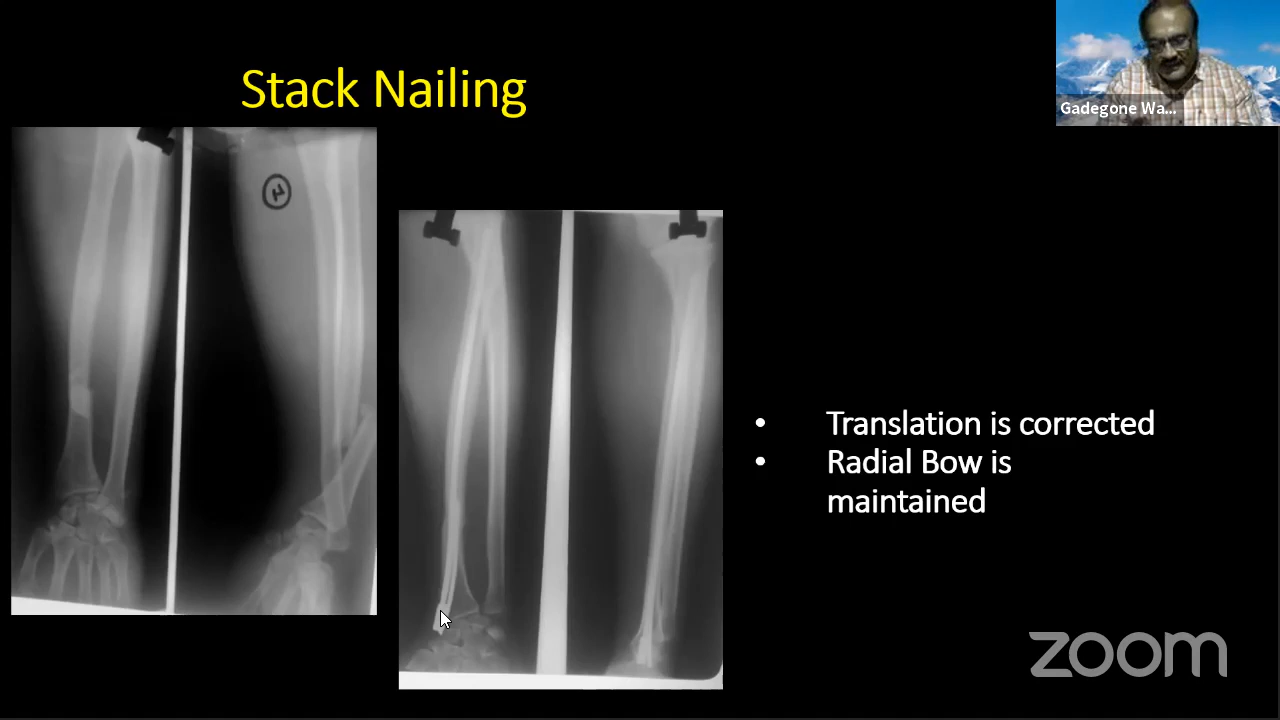 Stack Nailing
Gadegone Wa...
• Translation is corrected
• Radial Bow is
maintained
zoom